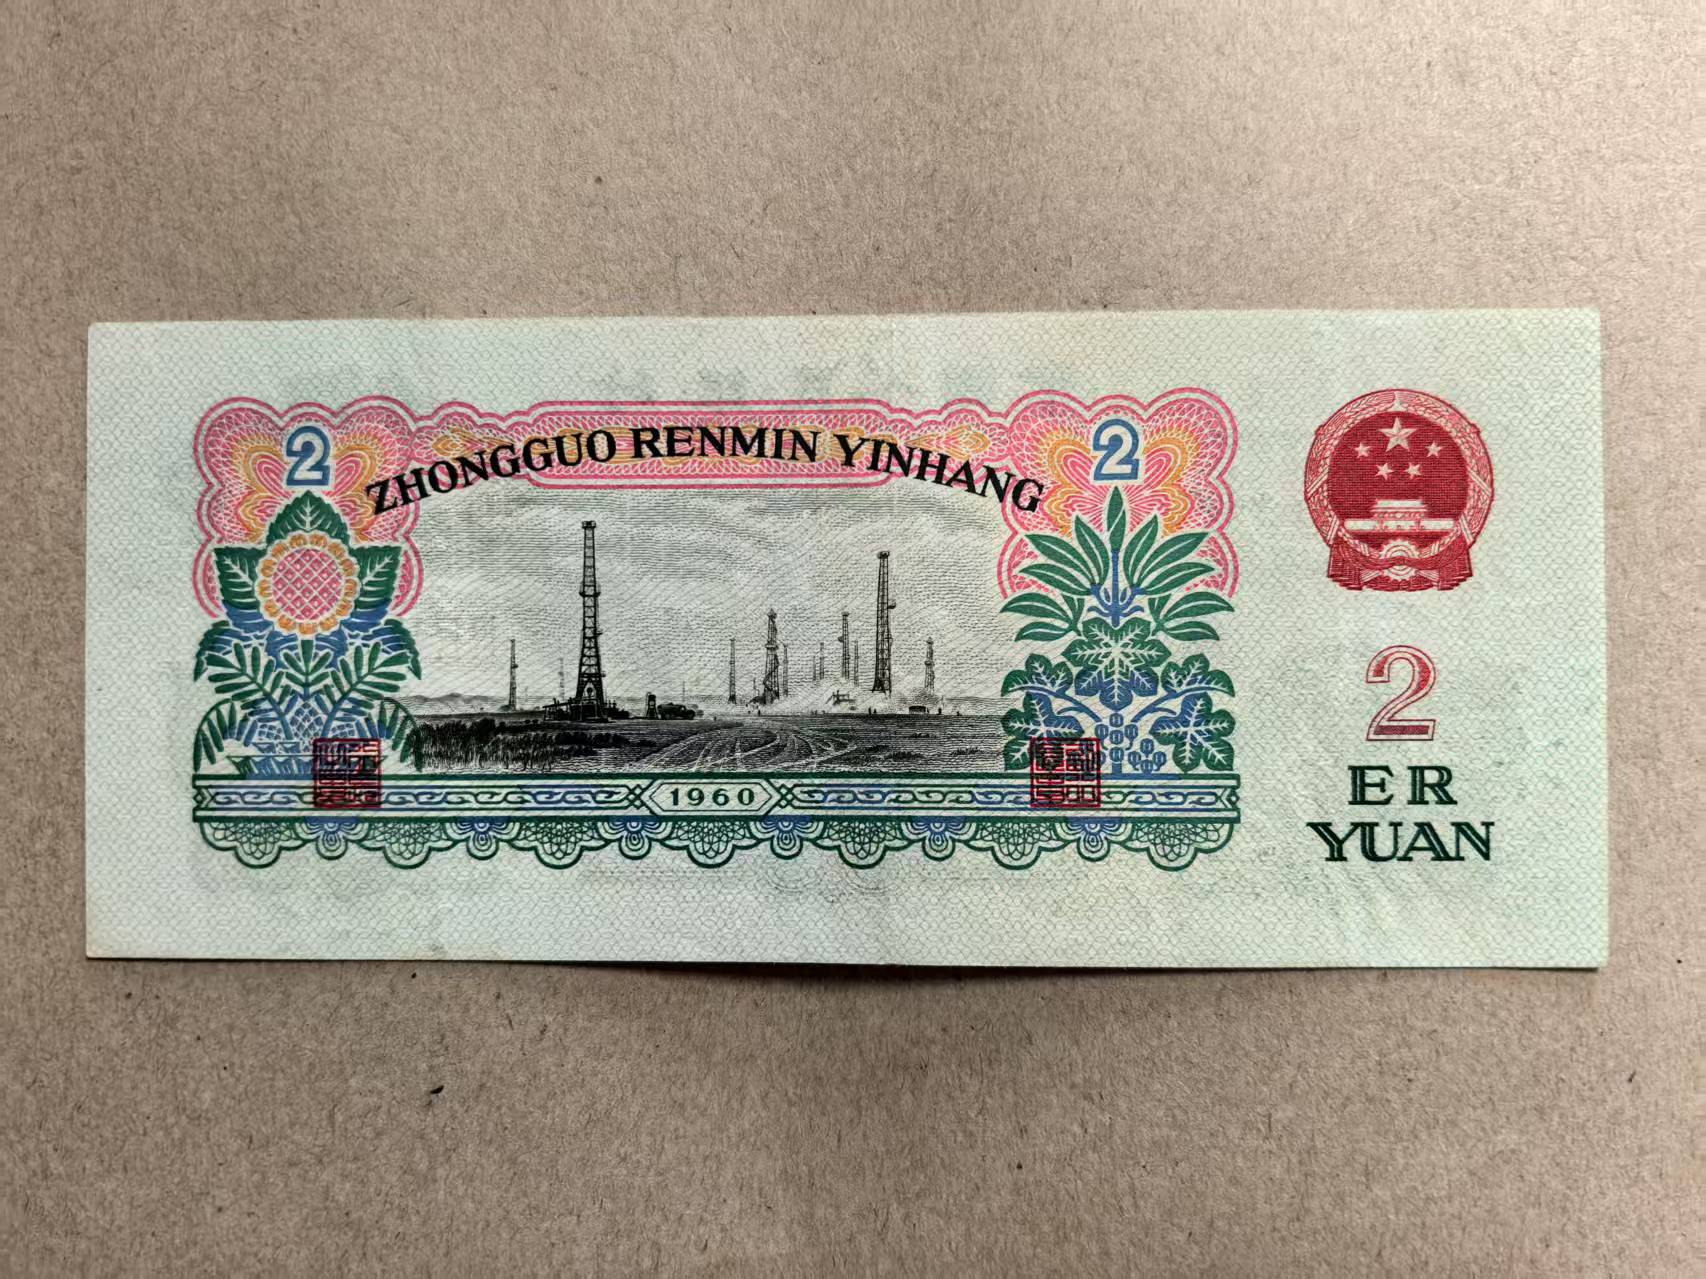 2 2
ZHONGGUO RENMIN YINHANG
1960
2
ER
YUAN